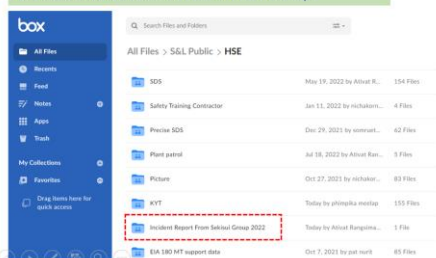 box
Search Files and Folders
All Files
Recents
Feed
Notes
Apps
Trash
My Collections
Favorites
Drag items here for
quick access
All Files > S&L Public > HSE
SDS May 19, 2022 by Ativat R... 154 Files
Safety Training Contractor Jan 11, 2022 by nichakorn... 4 Files
Precise SDS Dec 29, 2021 by somruet... 62 Files
Plant patrol Jul 18, 2022 by Ativat Ran... 5 Files
Picture Oct 27, 2021 by nichakor... 83 Files
KYT Today by phimpika meetap 155 Files
Incident Report From Sekisui Group 2022 Today by Ativat Rangsima... 1 File
EIA 180 MT support data Oct 7, 2021 by pat nurit 85 Files